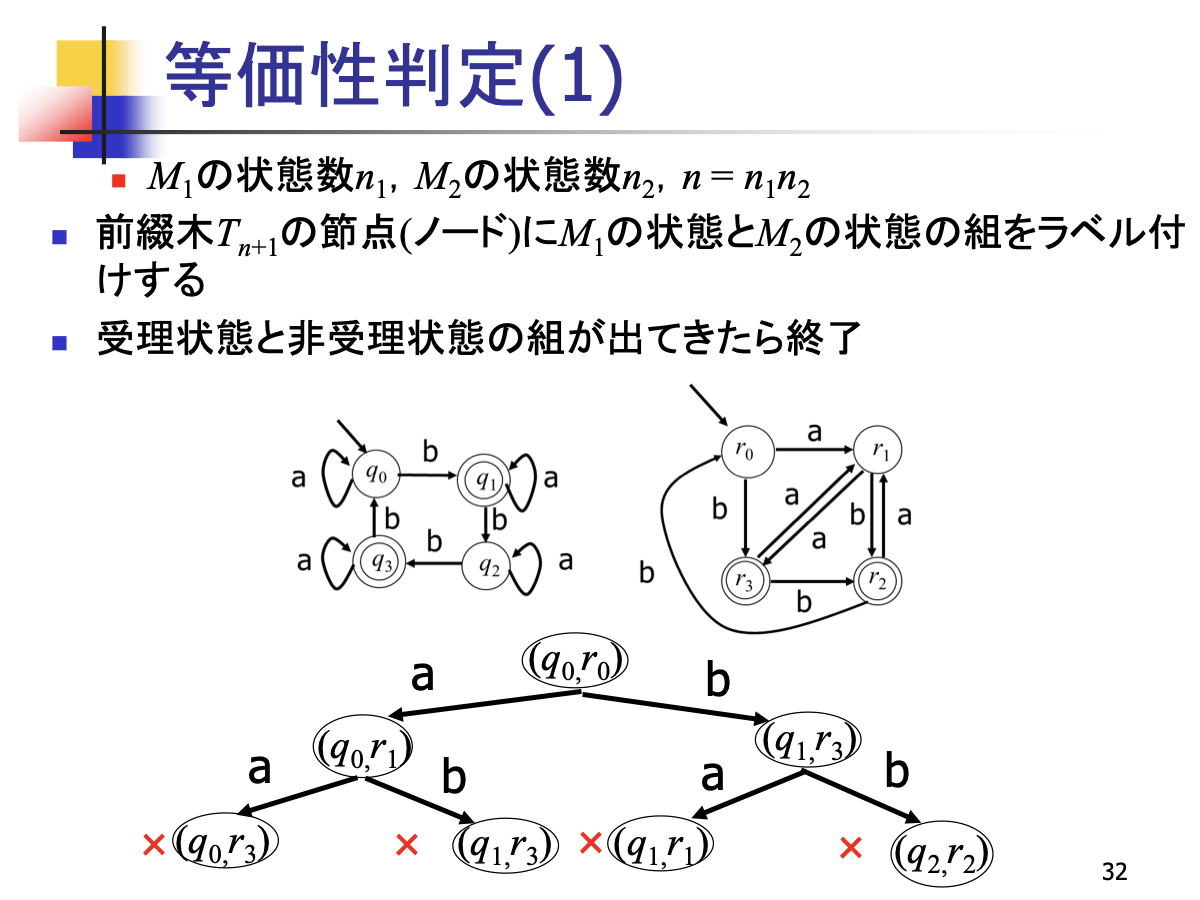 等価性判定(1)
M1の状態数n1, M2の状態数n2, n = n1n2
前綴木Tn+1の節点(ノード)にM1の状態とM2の状態の組をラベル付
けする
受理状態と非受理状態の組が出てきたら終了
a q0 b q1 a
b b
a q3 b q2 a
r0 a r1
b a a b a
b r3 b r2
(q0,r0)
a b
(q0,r1) (q1,r3)
a b a b
×(q0,r3) ×(q1,r3) ×(q1,r1) ×(q2,r2)
32